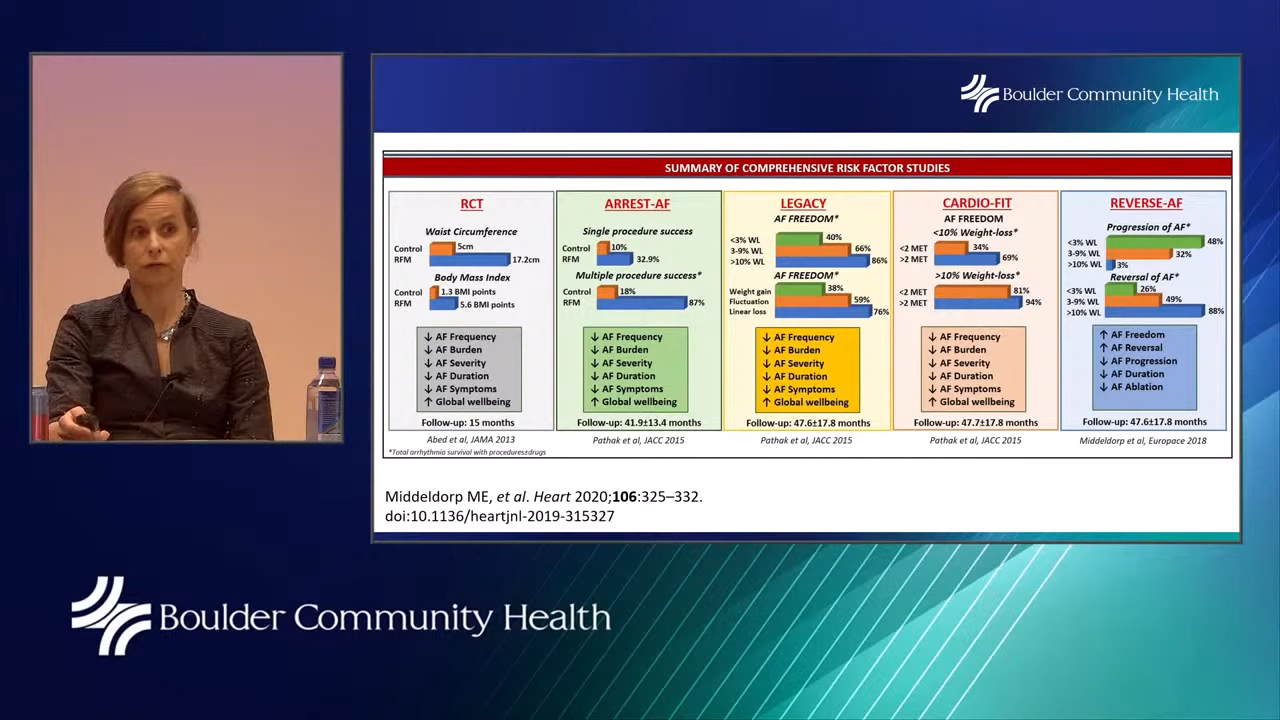 Boulder Community Health
SUMMARY OF COMPREHENSIVE RISK FACTOR STUDIES
RCT
Waist Circumference
Control 5cm
RFM 17.2cm
Body Mass Index
Control 1.3 BMI points
RFM 5.6 BMI points
↓ AF Frequency
↓ AF Burden
↓ AF Severity
↓ AF Duration
↓ AF Symptoms
↑ Global wellbeing
Follow-up: 15 months
Abed et al, JAMA 2013
*Total arrhythmia survival with procedures±drugs
ARREST-AF
Single procedure success
Control 10%
RFM 32.9%
Multiple procedure success*
Control 18%
RFM 87%
↓ AF Frequency
↓ AF Burden
↓ AF Severity
↓ AF Duration
↓ AF Symptoms
↑ Global wellbeing
Follow-up: 41.9±13.4 months
Pathak et al, JACC 2015
LEGACY
AF FREEDOM*
<3% WL 40%
3-9% WL 66%
>10% WL 86%
AF FREEDOM*
Weight gain 38%
Fluctuation 59%
Linear loss 76%
↓ AF Frequency
↓ AF Burden
↓ AF Severity
↓ AF Duration
↓ AF Symptoms
↑ Global wellbeing
Follow-up: 47.6±17.8 months
Pathak et al, JACC 2015
CARDIO-FIT
AF FREEDOM
<10% Weight-loss*
<2 MET 34%
>2 MET 69%
>10% Weight-loss*
<2 MET 81%
>2 MET 94%
↓ AF Frequency
↓ AF Burden
↓ AF Severity
↓ AF Duration
↓ AF Symptoms
↑ Global wellbeing
Follow-up: 47.7±17.8 months
Pathak et al, JACC 2015
REVERSE-AF
Progression of AF*
<3% WL 48%
3-9% WL 32%
>10% WL 3%
Reversal of AF*
<3% WL 26%
3-9% WL 49%
>10% WL 88%
↑ AF Freedom
↑ AF Reversal
↓ AF Progression
↓ AF Duration
↓ AF Ablation
Follow-up: 47.6±17.8 months
Middeldorp et al, Europace 2018
Middeldorp ME, et al. Heart 2020;106:325–332.
doi:10.1136/heartjnl-2019-315327
Boulder Community Health